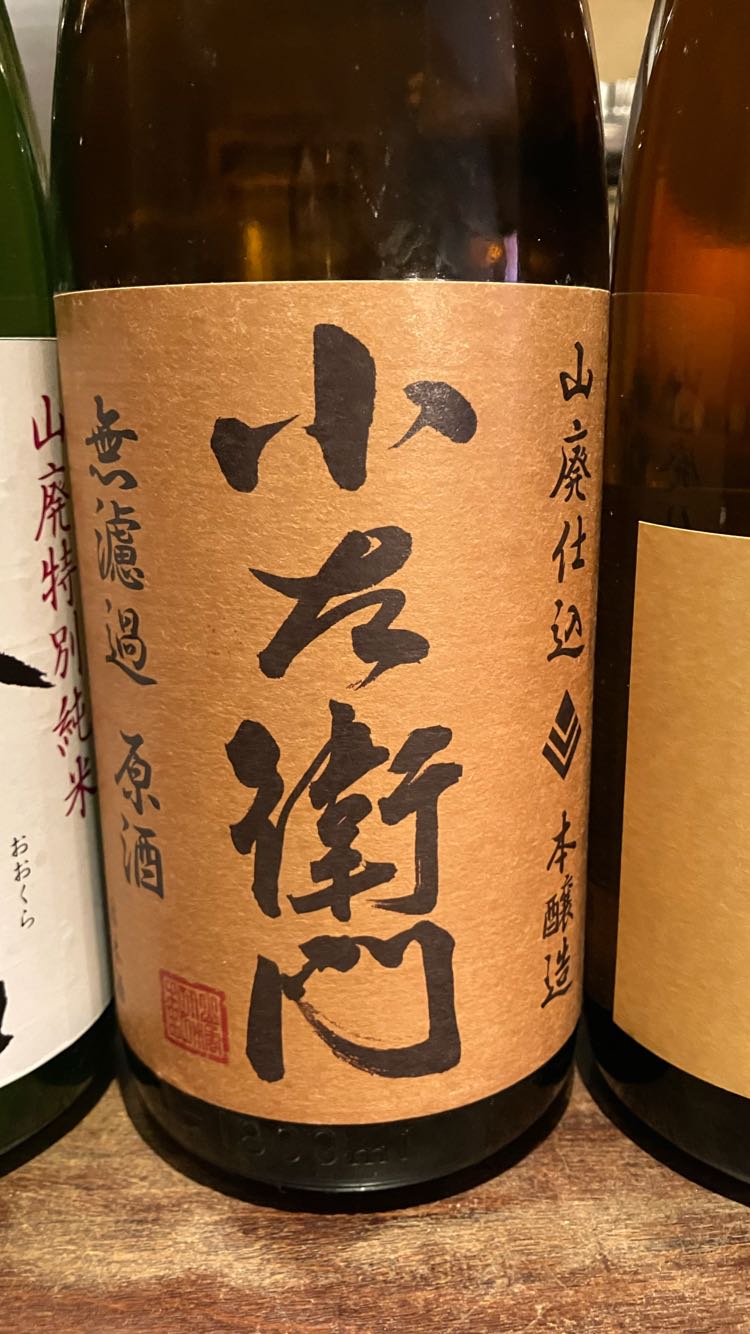 山廃仕込 本醸造
小左衛門
無濾過 原酒
1800ml
山廃特別純米
おおくら